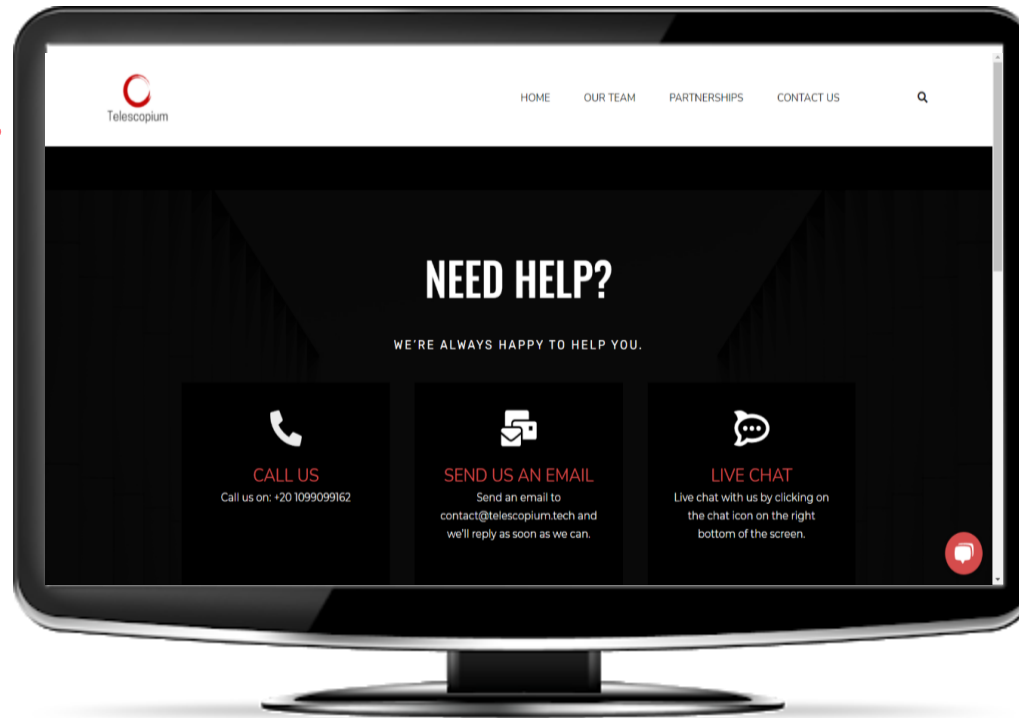 Telescopium
HOME OUR TEAM PARTNERSHIPS CONTACT US
NEED HELP?
WE'RE ALWAYS HAPPY TO HELP YOU.
CALL US
Call us on: +20 1099099162
SEND US AN EMAIL
Send an email to
contact@telescopium.tech and
we'll reply as soon as we can.
LIVE CHAT
Live chat with us by clicking on
the chat icon on the right
bottom of the screen.